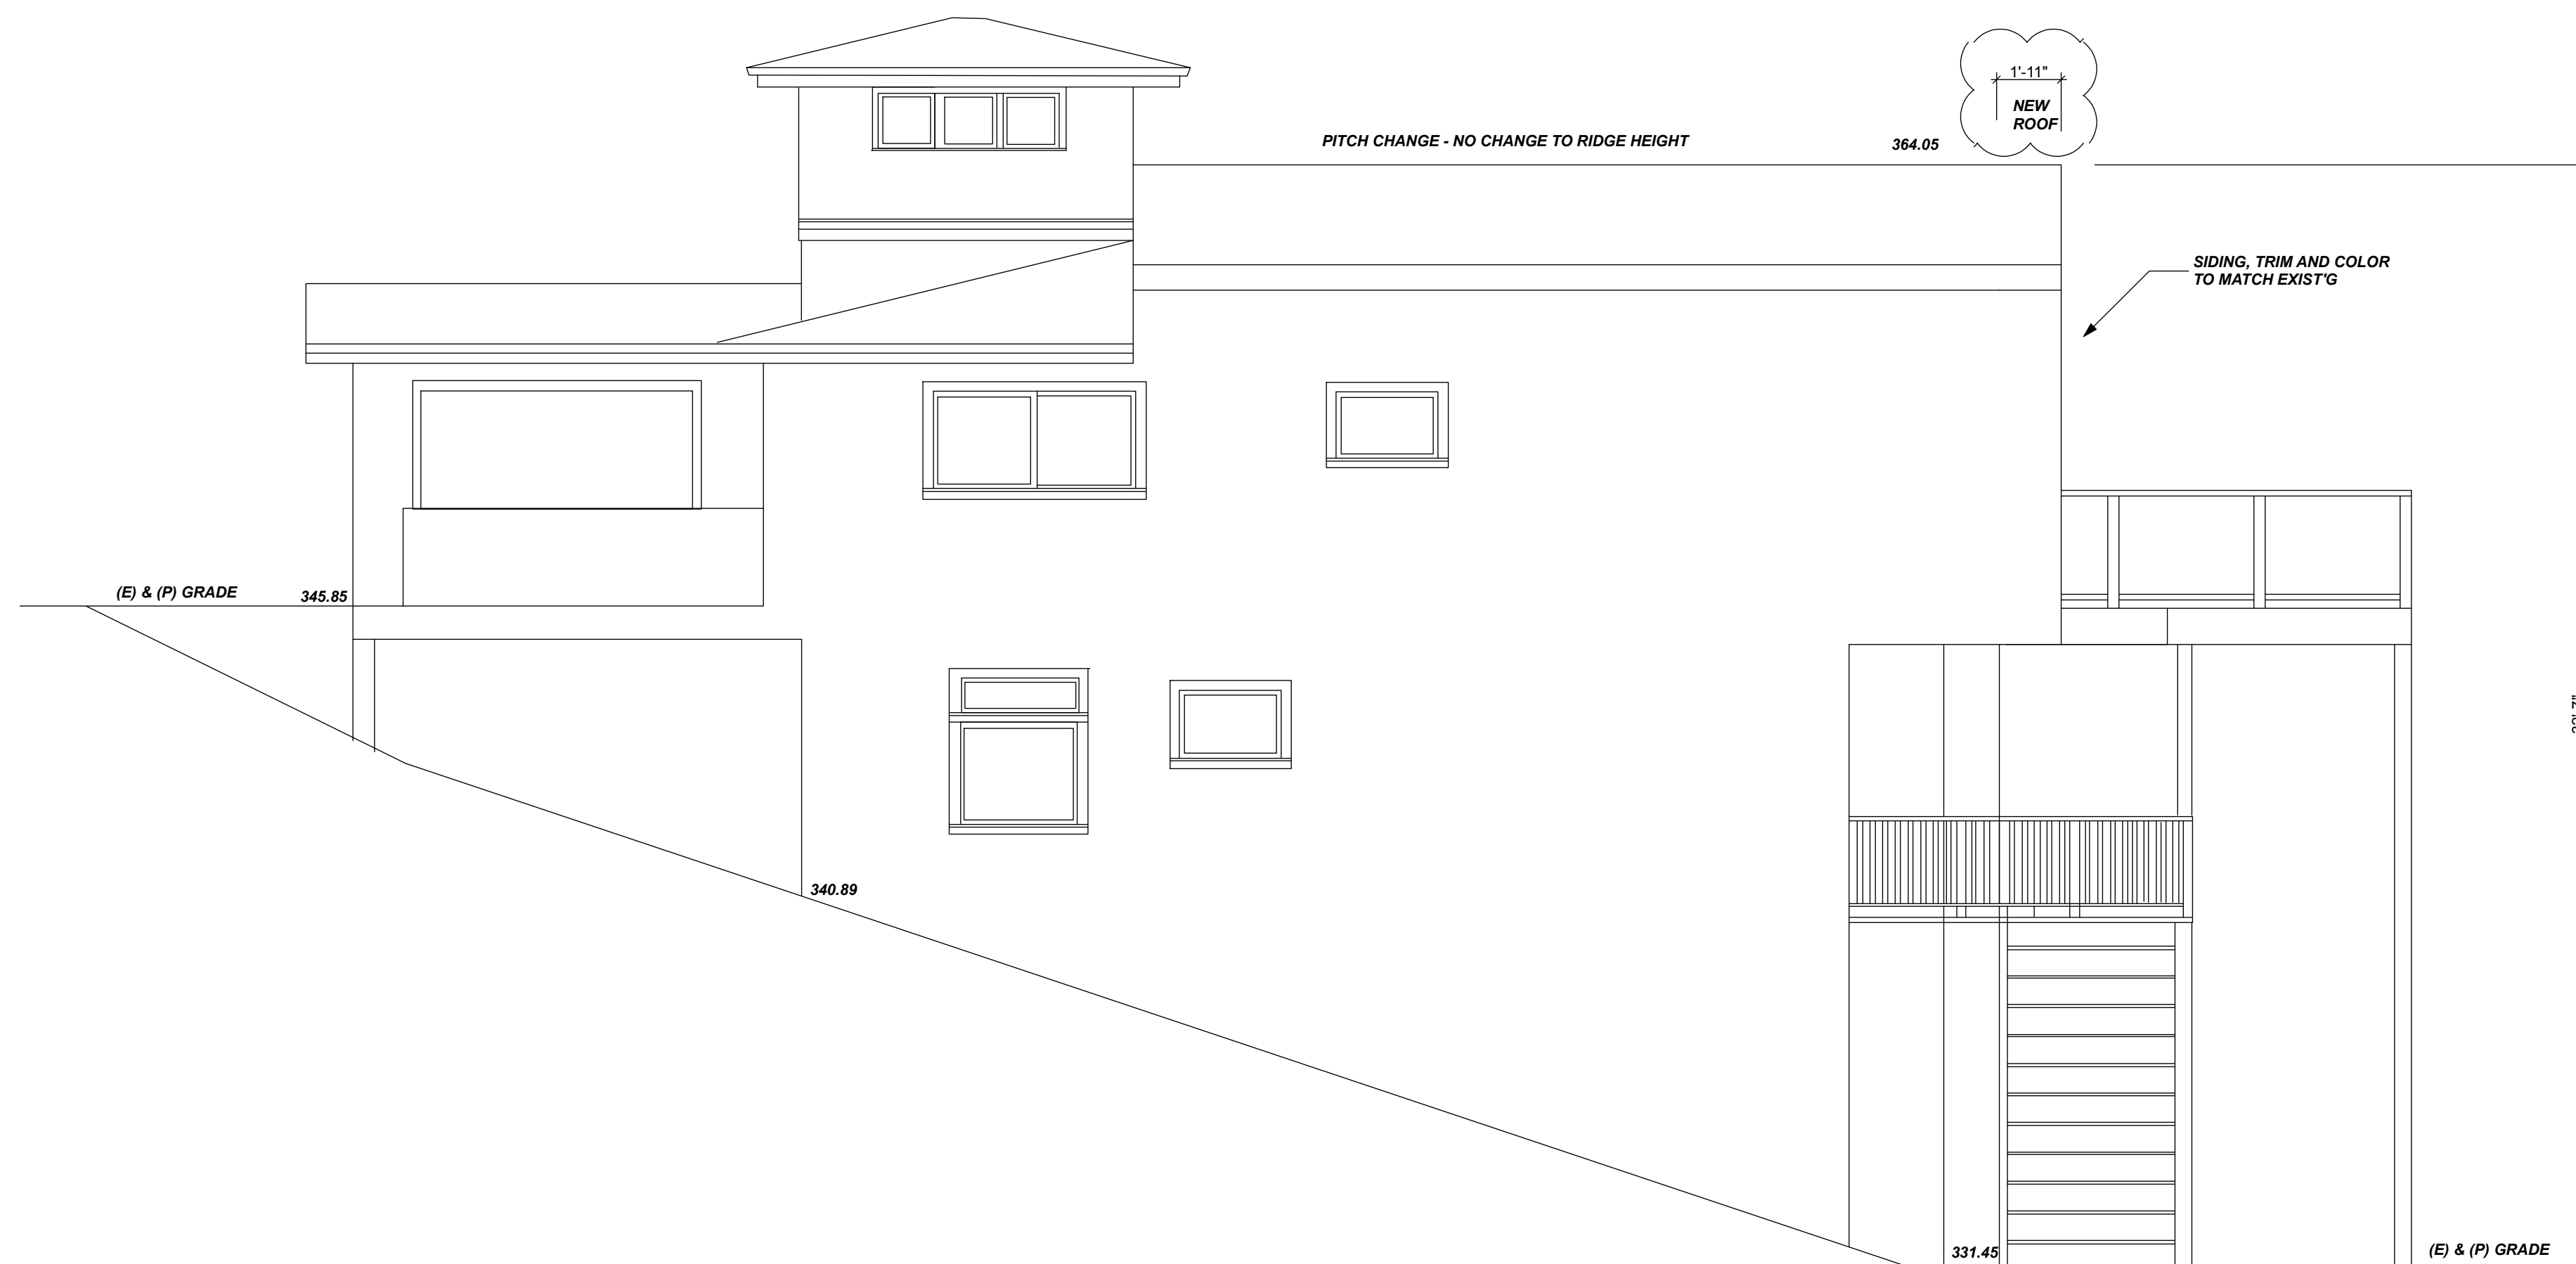 1'-11"
NEW
ROOF
PITCH CHANGE - NO CHANGE TO RIDGE HEIGHT
364.05
SIDING, TRIM AND COLOR
TO MATCH EXIST'G
(E) & (P) GRADE
345.85
340.89
331.45
(E) & (P) GRADE